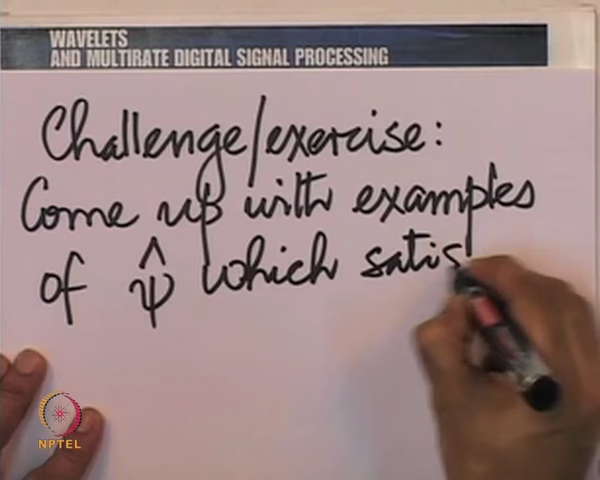 WAVELETS
AND MULTIRATE DIGITAL SIGNAL PROCESSING
Challenge/exercise:
Come up with examples
of ψ̂ which satis
NPTEL